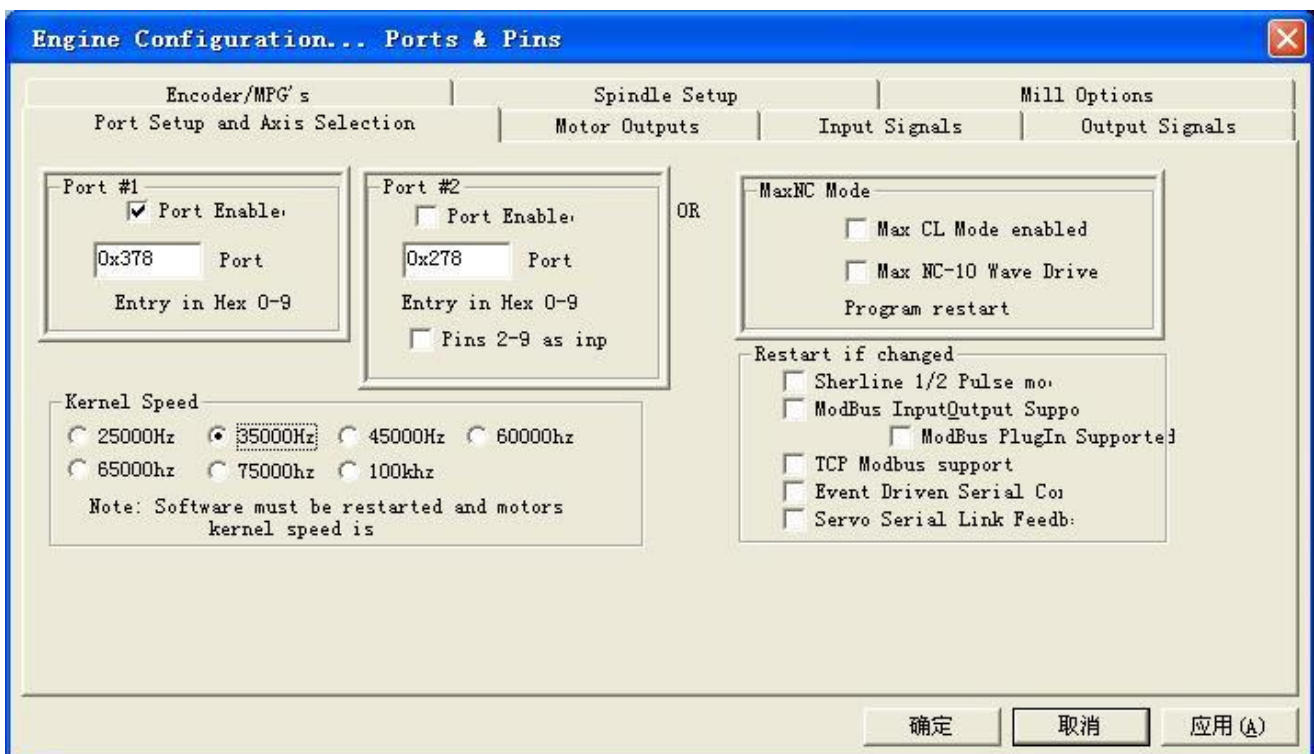 Engine Configuration... Ports & Pins
Encoder/MPG's
Spindle Setup
Mill Options
Port Setup and Axis Selection
Motor Outputs
Input Signals
Output Signals
Port #1
Port Enable
0x378
Port
Entry in Hex 0-9
Port #2
Port Enable
0x278
Port
Entry in Hex 0-9
Pins 2-9 as inp
OR
MaxNC Mode
Max CL Mode enabled
Max NC-10 Wave Drive
Program restart
Restart if changed
Sherline 1/2 Pulse mo
ModBus InputOutput Suppo
ModBus PlugIn Supported
TCP Modbus support
Event Driven Serial Co
Servo Serial Link Feedb
Kernel Speed
25000Hz
35000Hz
45000Hz
60000hz
65000hz
75000hz
100khz
Note: Software must be restarted and motors
kernel speed is
确定
取消
应用(A)